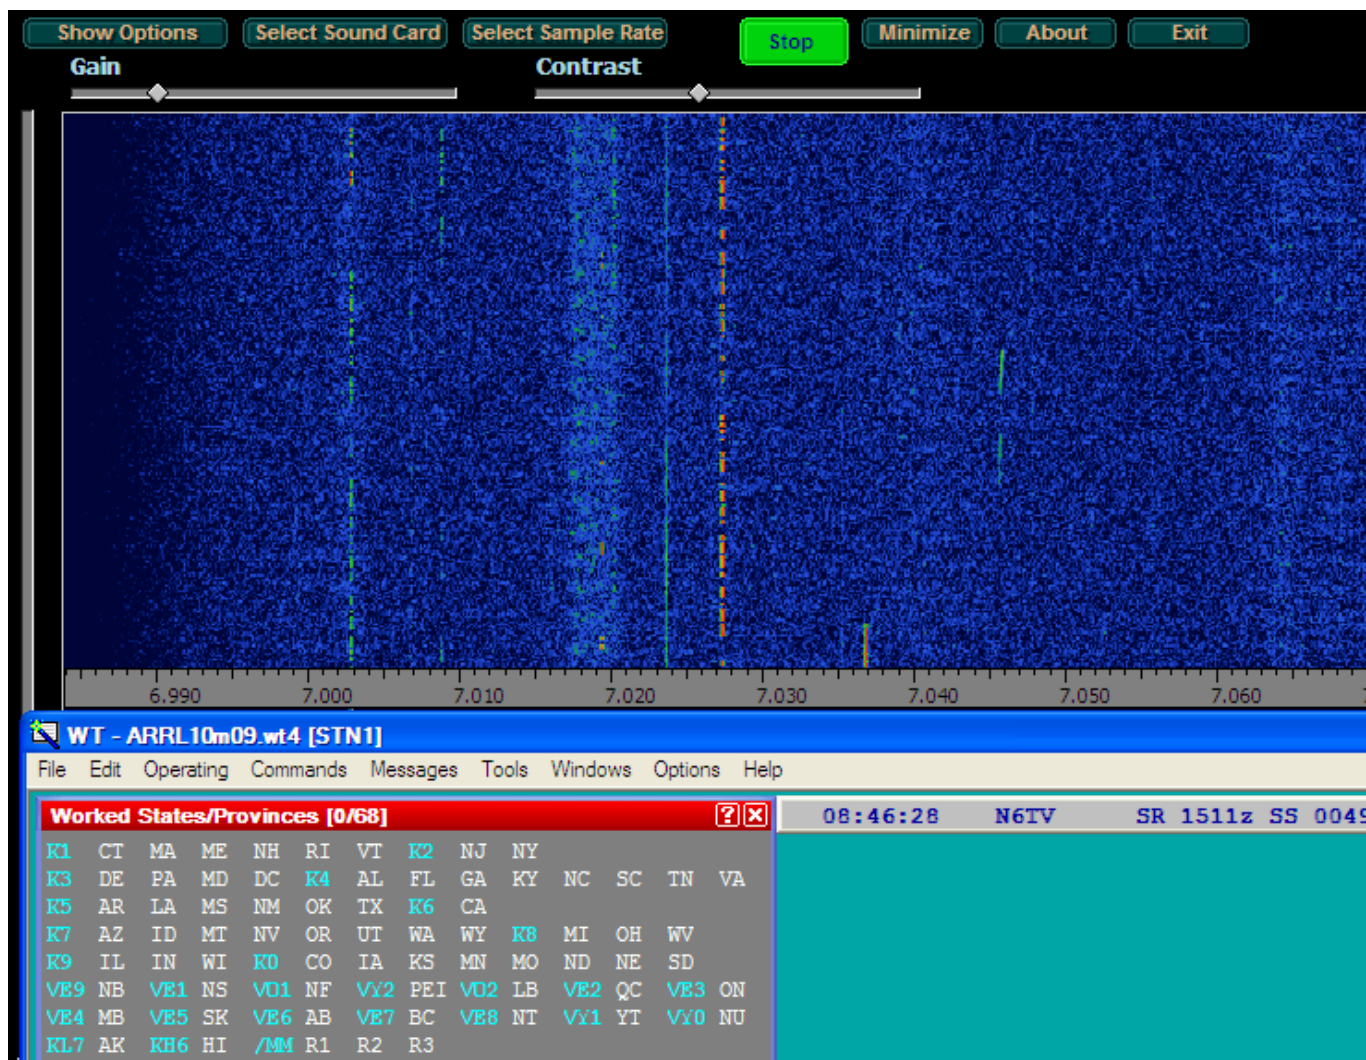 Show Options Select Sound Card Select Sample Rate Stop Minimize About Exit
Gain Contrast
6.990 7.000 7.010 7.020 7.030 7.040 7.050 7.060
WT - ARRL10m09.wt4 [STN1]
File Edit Operating Commands Messages Tools Windows Options Help
Worked States/Provinces [0/68] 08:46:28 N6TV SR 1511z SS 0049
K1 CT MA ME NH RI VT K2 NJ NY
K3 DE PA MD DC K4 AL FL GA KY NC SC TN VA
K5 AR LA MS NM OK TX K6 CA
K7 AZ ID MT NV OR UT WA WY K8 MI OH WV
K9 IL IN WI K0 CO IA KS MN MO ND NE SD
VE9 NB VE1 NS VO1 NF VY2 PEI VO2 LB VE2 QC VE3 ON
VE4 MB VE5 SK VE6 AB VE7 BC VE8 NT VY1 YT VY0 NU
KL7 AK KH6 HI /MM R1 R2 R3